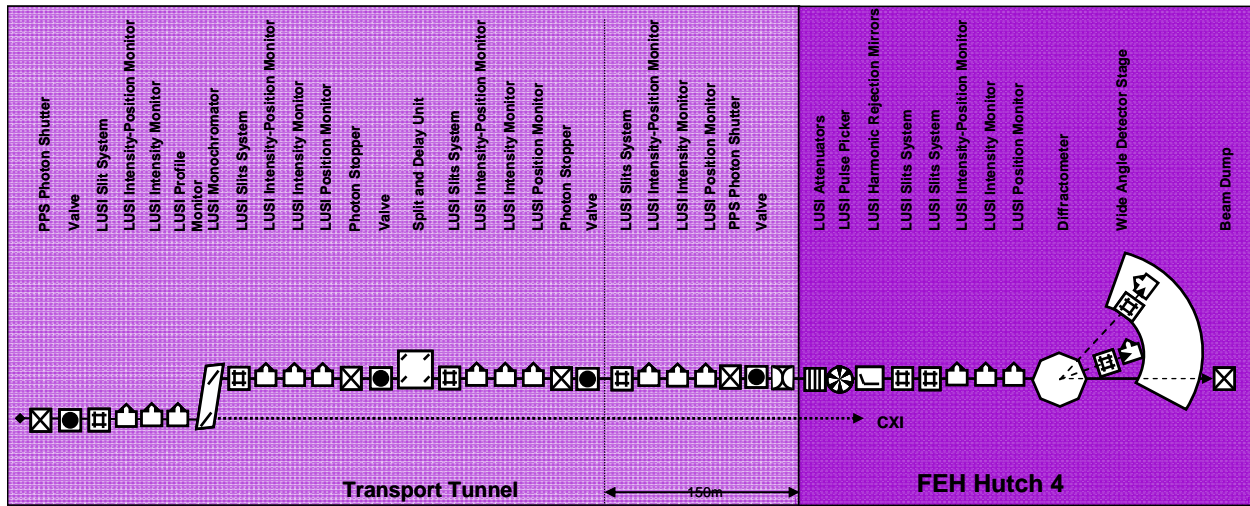 PPS Photon Shutter
Valve
LUSI Slit System
LUSI Intensity-Position Monitor
LUSI Intensity Monitor
LUSI Profile
Monitor
LUSI Monochromator
LUSI Slits System
LUSI Intensity-Position Monitor
LUSI Intensity Monitor
LUSI Position Monitor
Photon Stopper
Valve
Split and Delay Unit
LUSI Slits System
LUSI Intensity-Position Monitor
LUSI Intensity Monitor
LUSI Position Monitor
Photon Stopper
Valve
LUSI Slits System
LUSI Intensity-Position Monitor
LUSI Intensity Monitor
LUSI Position Monitor
PPS Photon Shutter
Valve
LUSI Attenuators
LUSI Pulse Picker
LUSI Harmonic Rejection Mirrors
LUSI Slits System
LUSI Slits System
LUSI Intensity-Position Monitor
LUSI Intensity Monitor
LUSI Position Monitor
Diffractometer
Wide Angle Detector Stage
Beam Dump
CXI
Transport Tunnel
150m
FEH Hutch 4